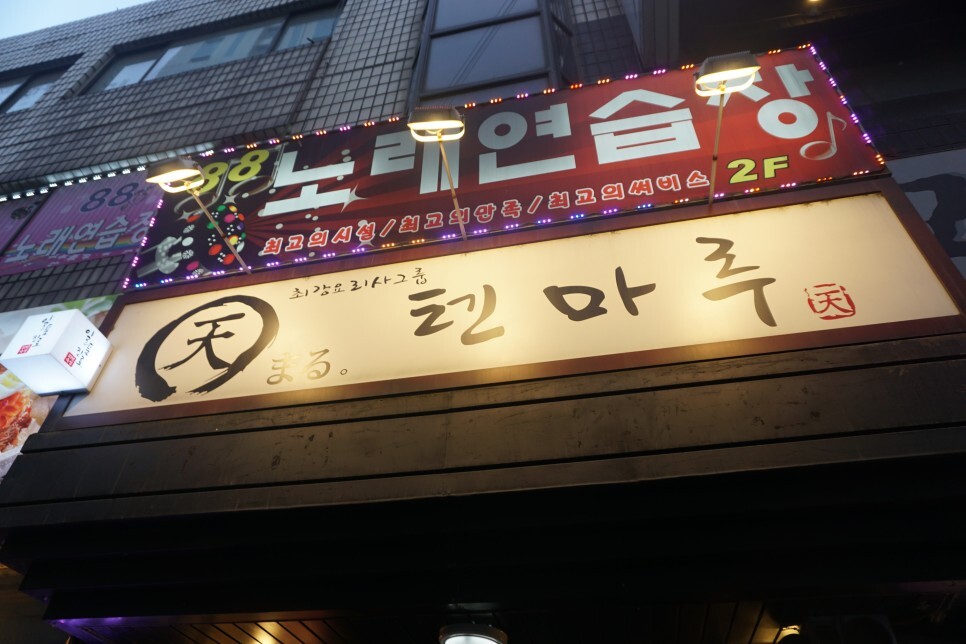 88 노래연습장
최고의시설/최고의만족/최고의써비스 2F
88
노래연습장
최강요리사그룹
天 まる。 텐마루 天